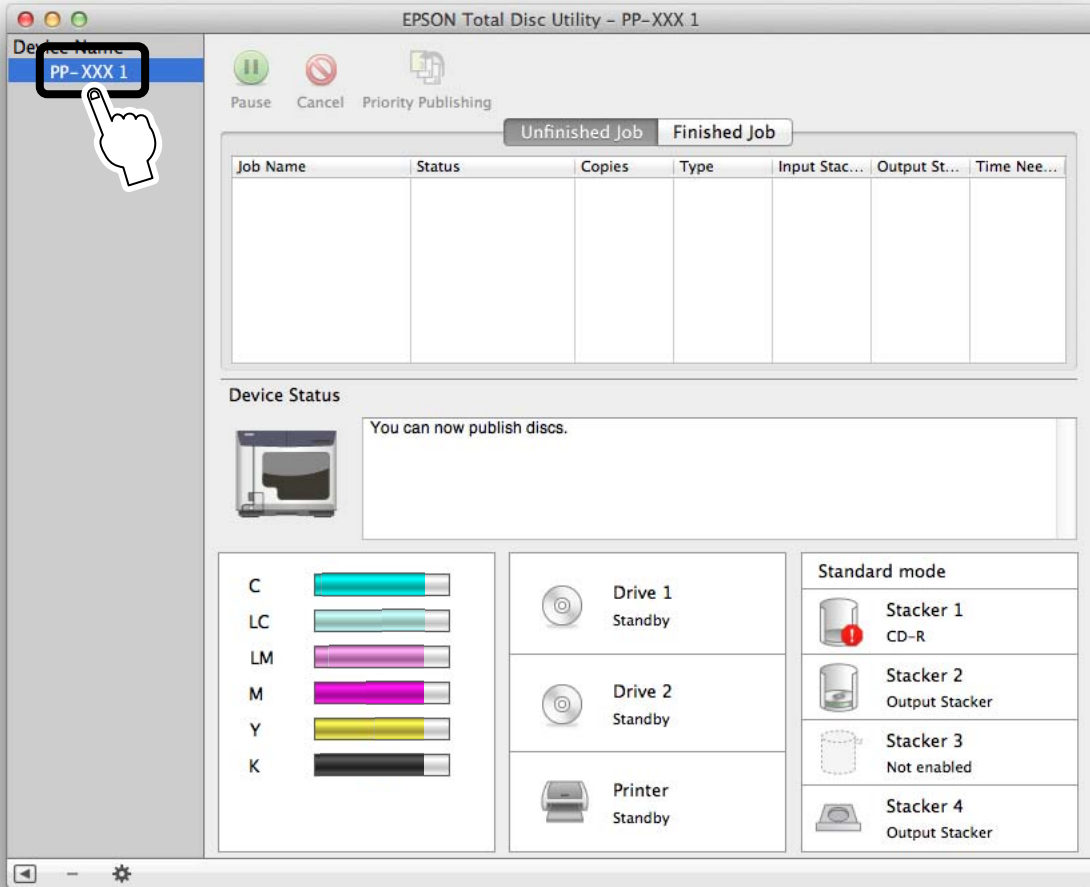 EPSON Total Disc Utility – PP-XXX 1
Device Name
PP-XXX 1
Pause Cancel Priority Publishing
Unfinished Job Finished Job
Job Name Status Copies Type Input Stac... Output St... Time Nee...
Device Status
You can now publish discs.
C
LC
LM
M
Y
K
Drive 1
Standby
Drive 2
Standby
Printer
Standby
Standard mode
Stacker 1
CD-R
Stacker 2
Output Stacker
Stacker 3
Not enabled
Stacker 4
Output Stacker